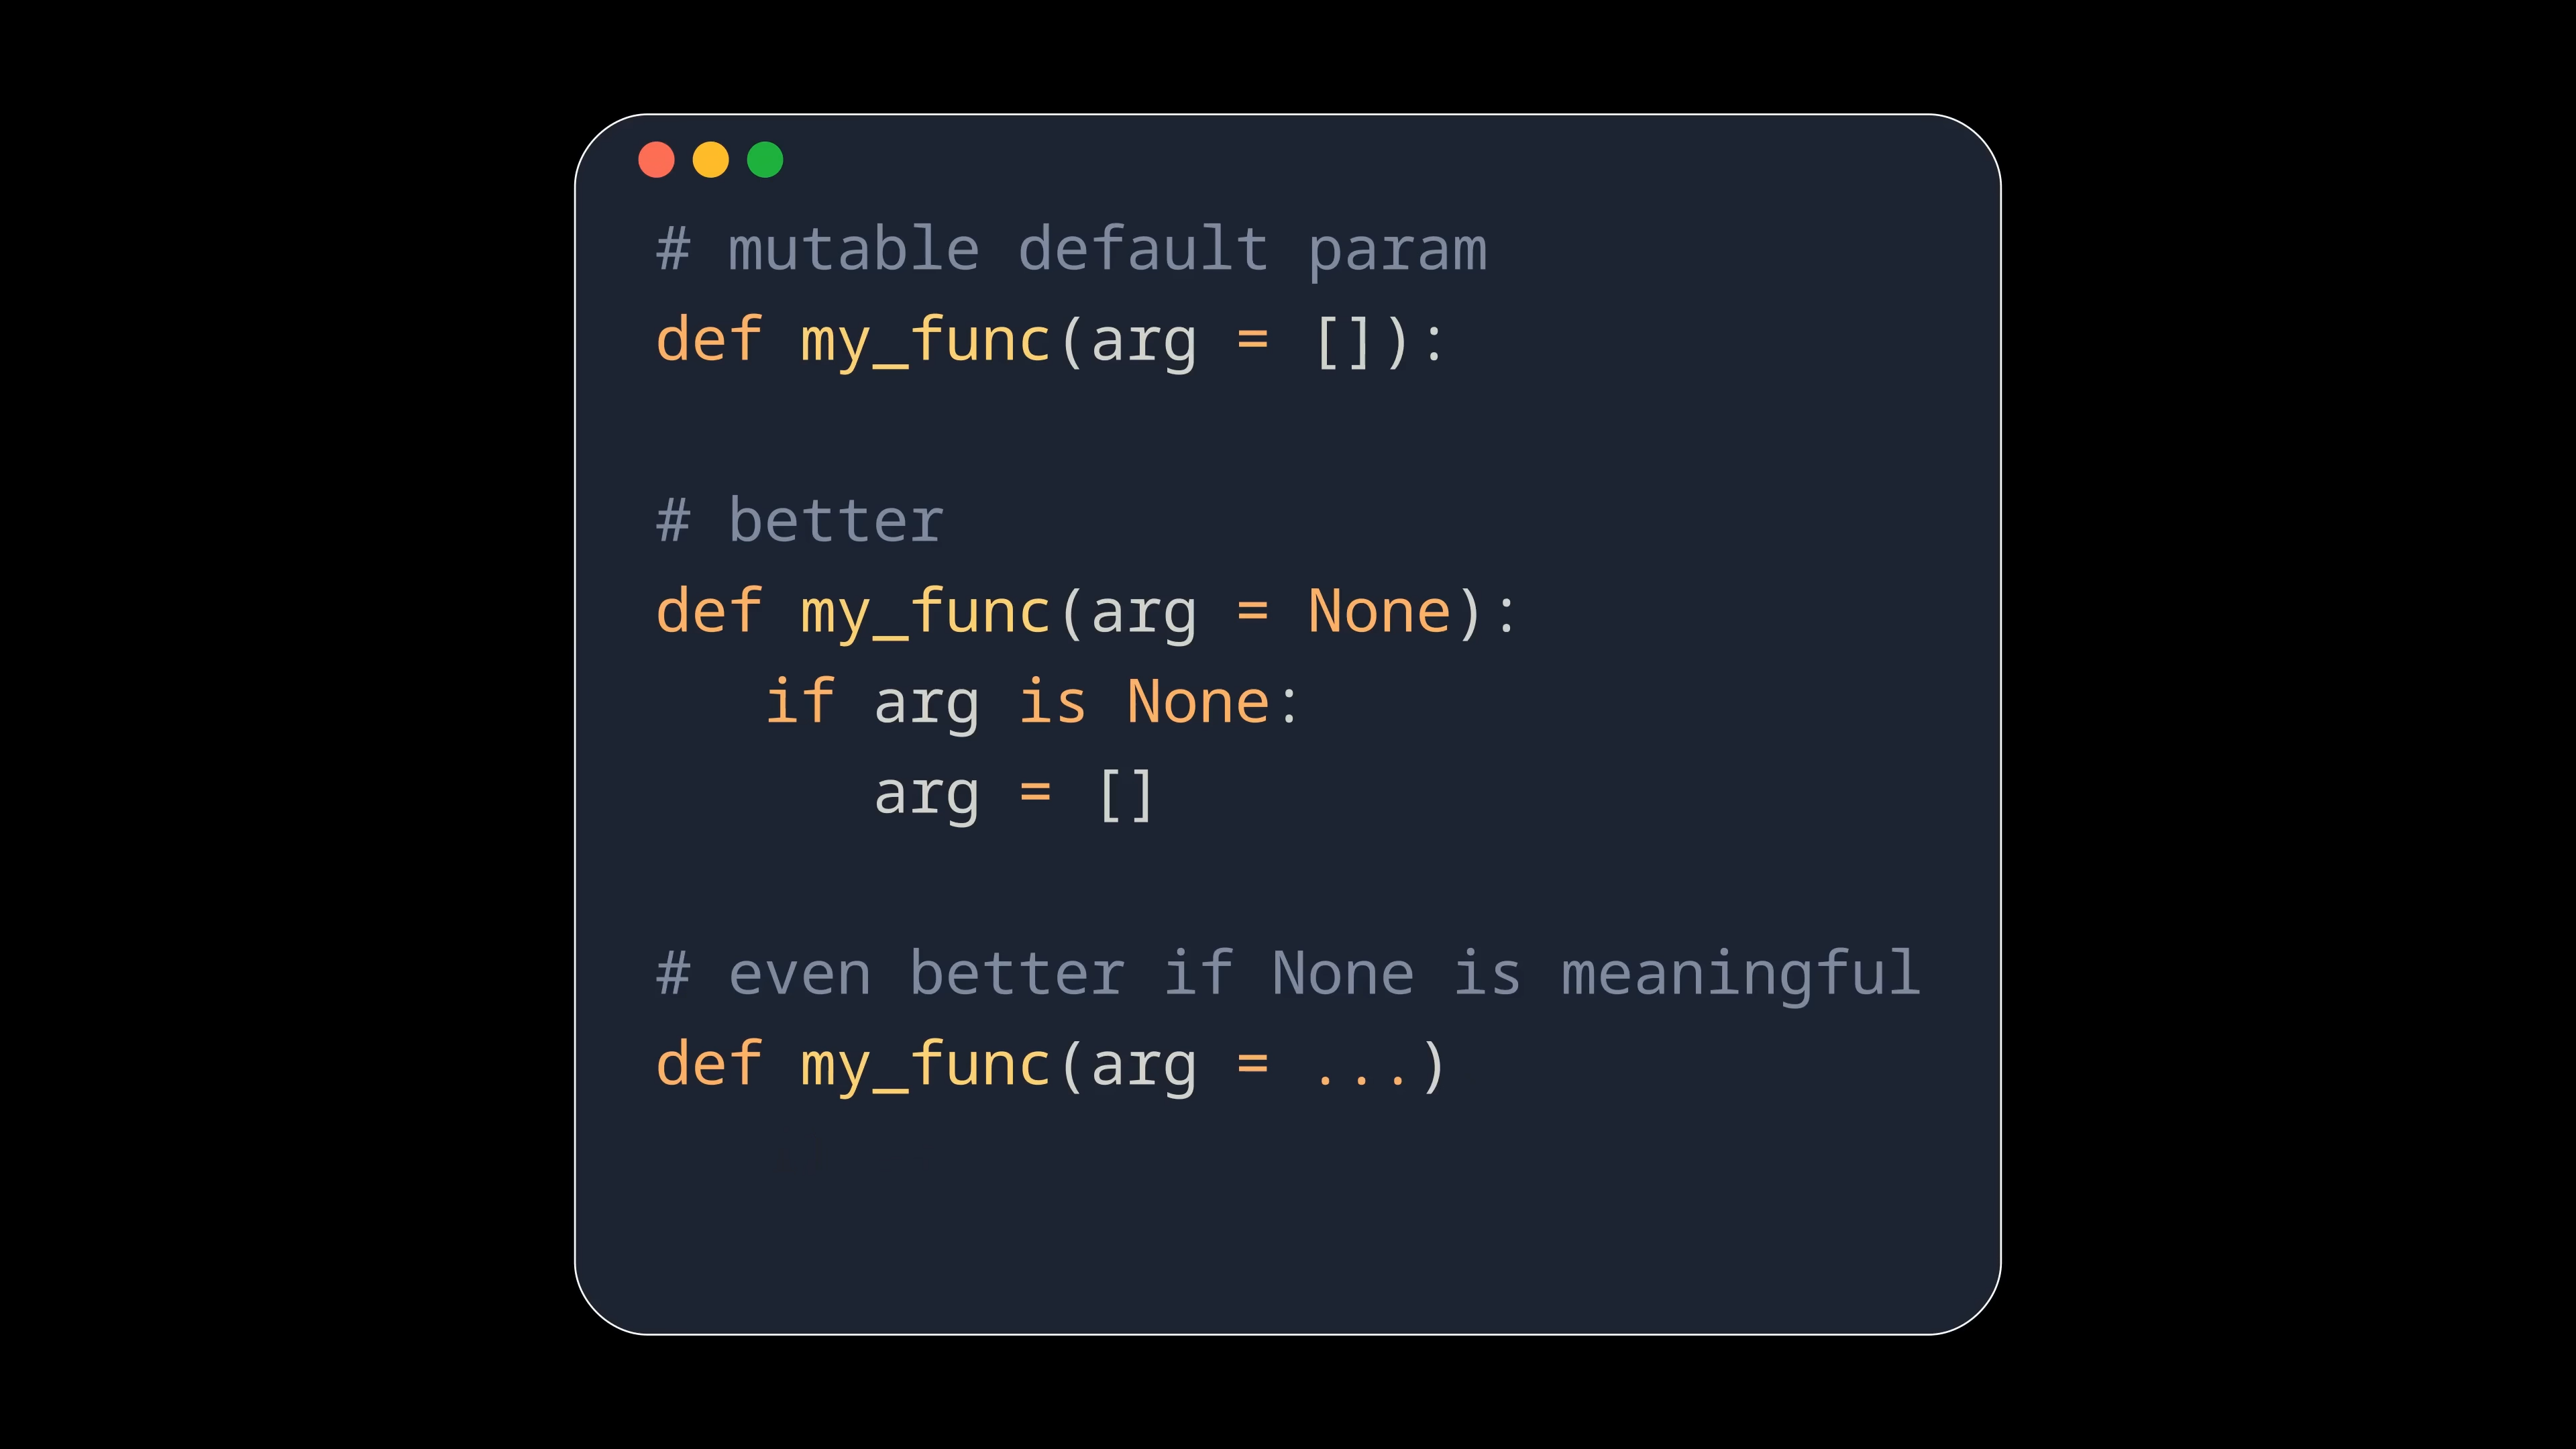 # mutable default param
def my_func(arg = []):
# better
def my_func(arg = None):
   if arg is None:
      arg = []
# even better if None is meaningful
def my_func(arg = ...)